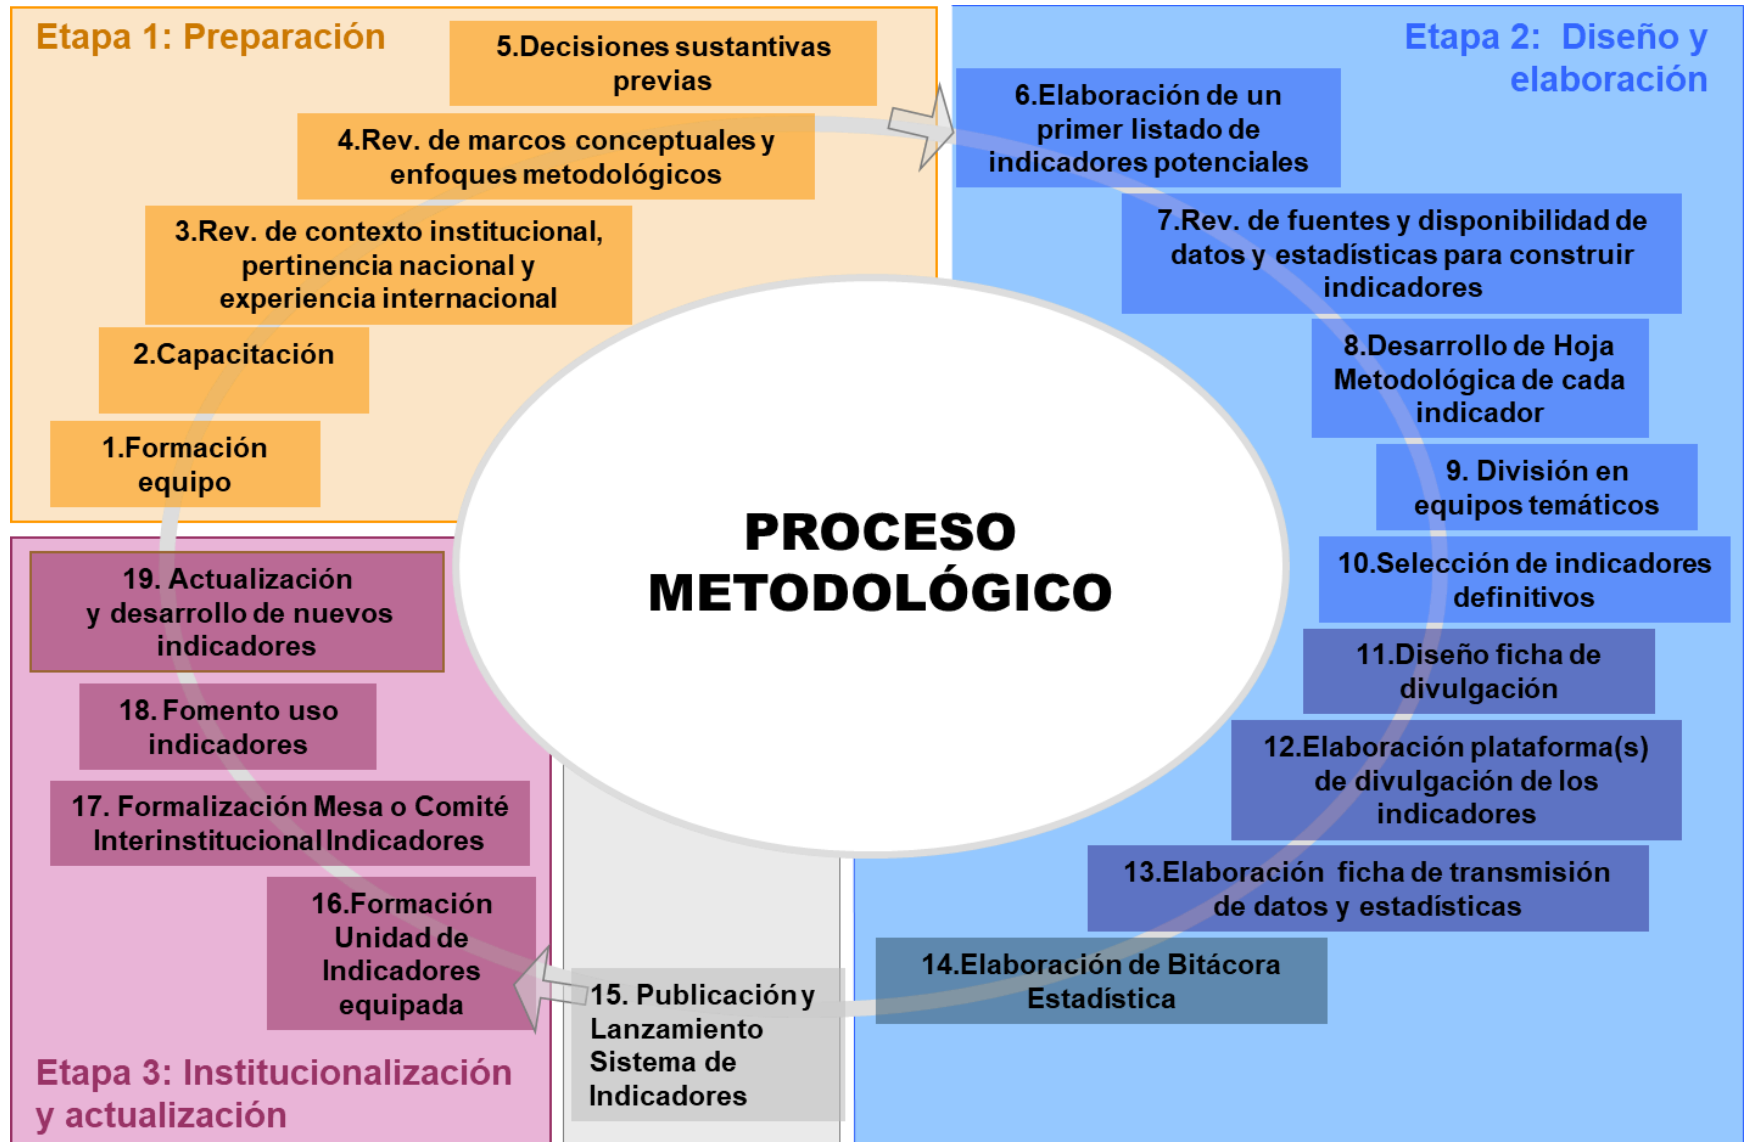 Etapa 1: Preparación
5.Decisiones sustantivas
previas
4.Rev. de marcos conceptuales y
enfoques metodológicos
3.Rev. de contexto institucional,
pertinencia nacional y
experiencia internacional
2.Capacitación
1.Formación
equipo
Etapa 2: Diseño y
elaboración
6.Elaboración de un
primer listado de
indicadores potenciales
7.Rev. de fuentes y disponibilidad de
datos y estadísticas para construir
indicadores
8.Desarrollo de Hoja
Metodológica de cada
indicador
9. División en
equipos temáticos
10.Selección de indicadores
definitivos
11.Diseño ficha de
divulgación
12.Elaboración plataforma(s)
de divulgación de los
indicadores
13.Elaboración ficha de transmisión
de datos y estadísticas
14.Elaboración de Bitácora
Estadística
PROCESO
METODOLÓGICO
15. Publicación y
Lanzamiento
Sistema de
Indicadores
19. Actualización
y desarrollo de nuevos
indicadores
18. Fomento uso
indicadores
17. Formalización Mesa o Comité
Interinstitucional Indicadores
16.Formación
Unidad de
Indicadores
equipada
Etapa 3: Institucionalización
y actualización